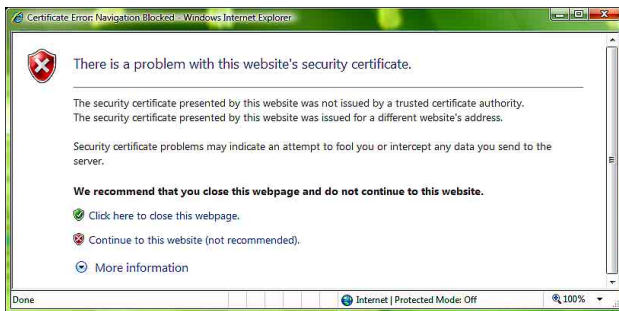 Certificate Error: Navigation Blocked - Windows Internet Explorer
There is a problem with this website's security certificate.
The security certificate presented by this website was not issued by a trusted certificate authority.
The security certificate presented by this website was issued for a different website's address.
Security certificate problems may indicate an attempt to fool you or intercept any data you send to the
server.
We recommend that you close this webpage and do not continue to this website.
Click here to close this webpage.
Continue to this website (not recommended).
More information
Done
Internet | Protected Mode: Off
100%